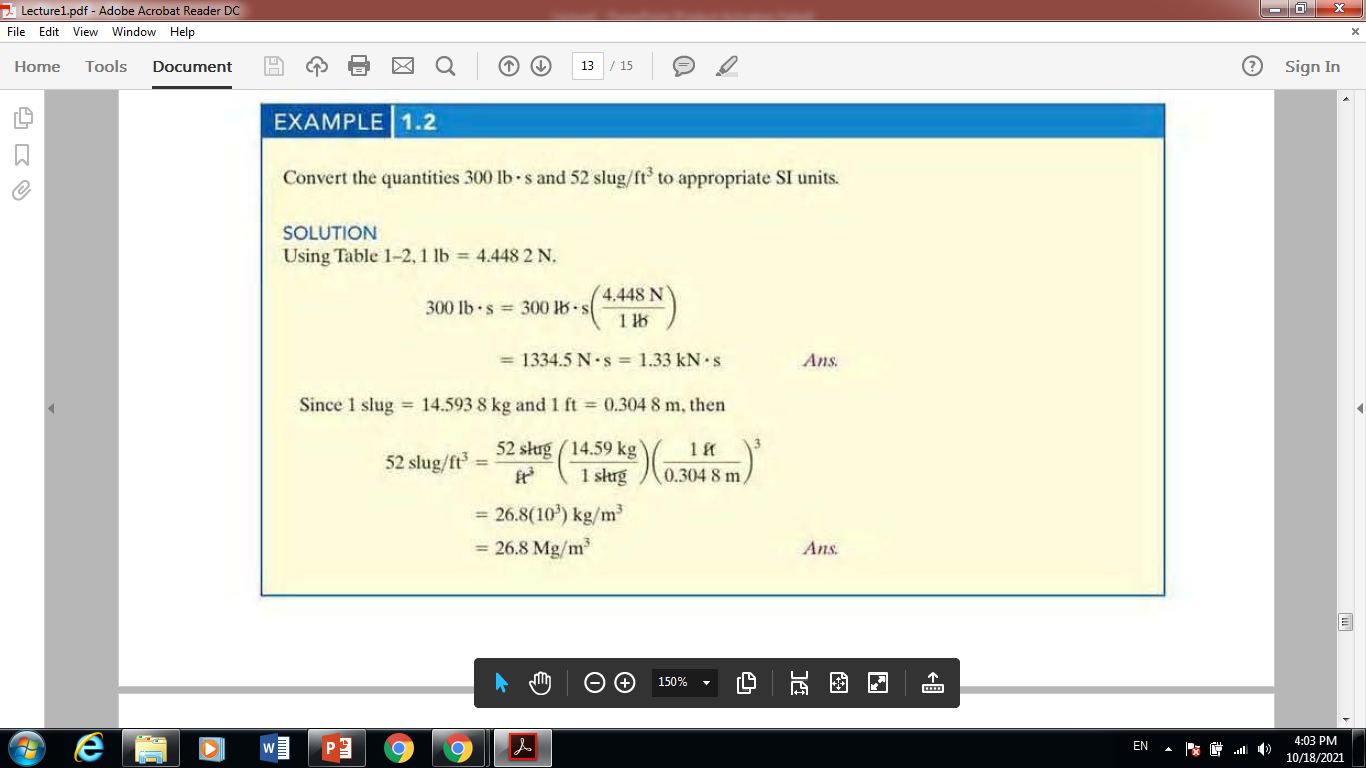 Lecture1.pdf - Adobe Acrobat Reader DC
File Edit View Window Help
Home Tools Document 13 / 15 Sign In
EXAMPLE 1.2
Convert the quantities 300 lb · s and 52 slug/ft³ to appropriate SI units.
SOLUTION
Using Table 1–2, 1 lb = 4.448 2 N.
300 lb · s = 300 lb · s(4.448 N / 1 lb)
= 1334.5 N · s = 1.33 kN · s Ans.
Since 1 slug = 14.593 8 kg and 1 ft = 0.304 8 m, then
52 slug/ft³ = 52 slug / ft³ (14.59 kg / 1 slug)(1 ft / 0.304 8 m)³
= 26.8(10³) kg/m³
= 26.8 Mg/m³ Ans.
150%
EN 4:03 PM
10/18/2021